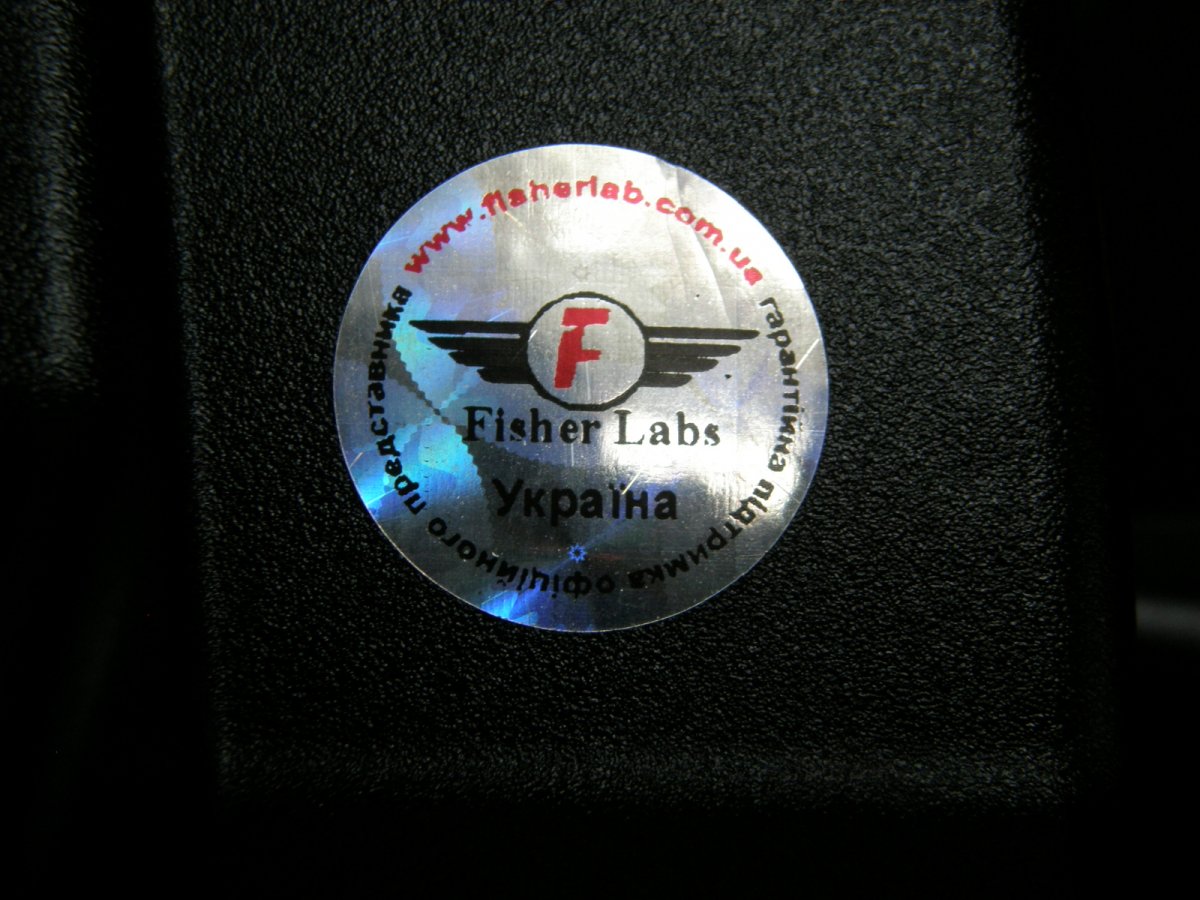 www.fisherlab.com.ua
гарантійна підтримка офіційного представника
F
Fisher Labs
Україна